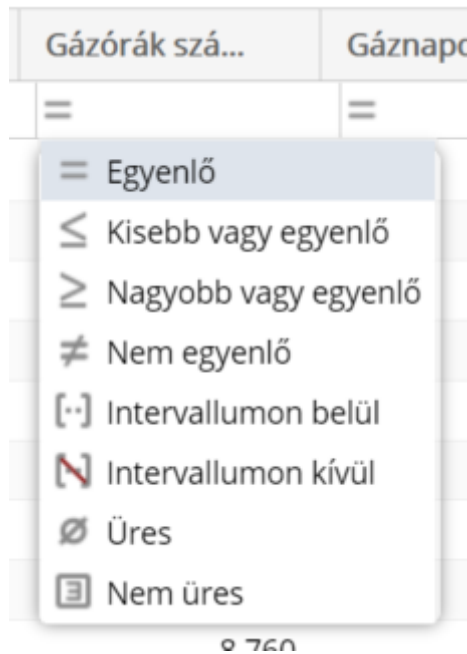 Gázórák szá... Gáznapo
= =
= Egyenlő
≤ Kisebb vagy egyenlő
≥ Nagyobb vagy egyenlő
≠ Nem egyenlő
[··] Intervallumon belül
Intervallumon kívül
Ø Üres
3 Nem üres
8 760